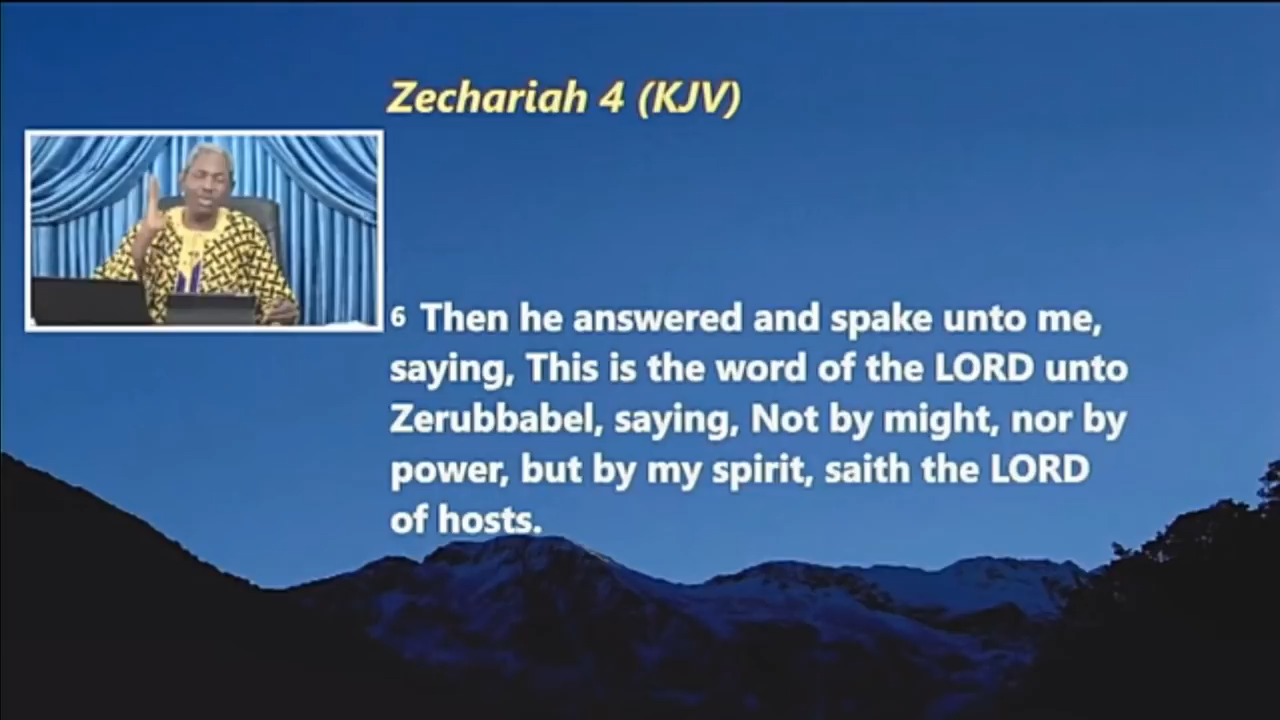 Zechariah 4 (KJV)
6 Then he answered and spake unto me,
saying, This is the word of the LORD unto
Zerubbabel, saying, Not by might, nor by
power, but by my spirit, saith the LORD
of hosts.